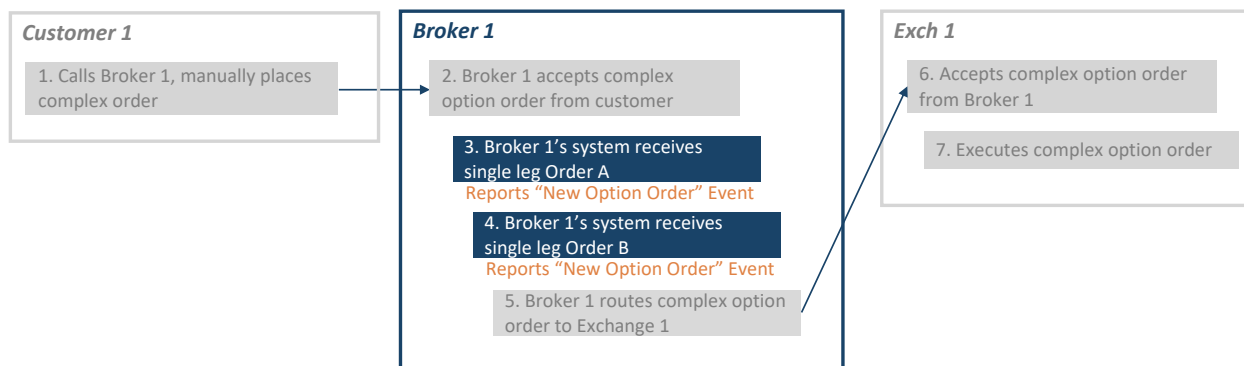 Customer 1
1. Calls Broker 1, manually places
complex order
Broker 1
2. Broker 1 accepts complex
option order from customer
3. Broker 1’s system receives
single leg Order A
Reports “New Option Order” Event
4. Broker 1’s system receives
single leg Order B
Reports “New Option Order” Event
5. Broker 1 routes complex option
order to Exchange 1
Exch 1
6. Accepts complex option order
from Broker 1
7. Executes complex option order